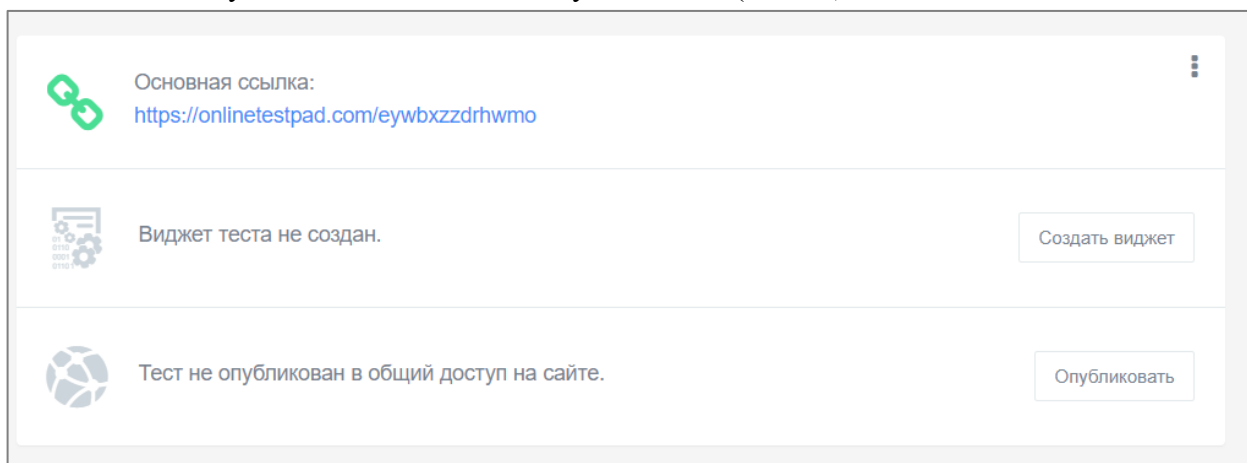 Основная ссылка:
https://onlinetestpad.com/eywbxzzdrhwmo
Виджет теста не создан.
Создать виджет
Тест не опубликован в общий доступ на сайте.
Опубликовать